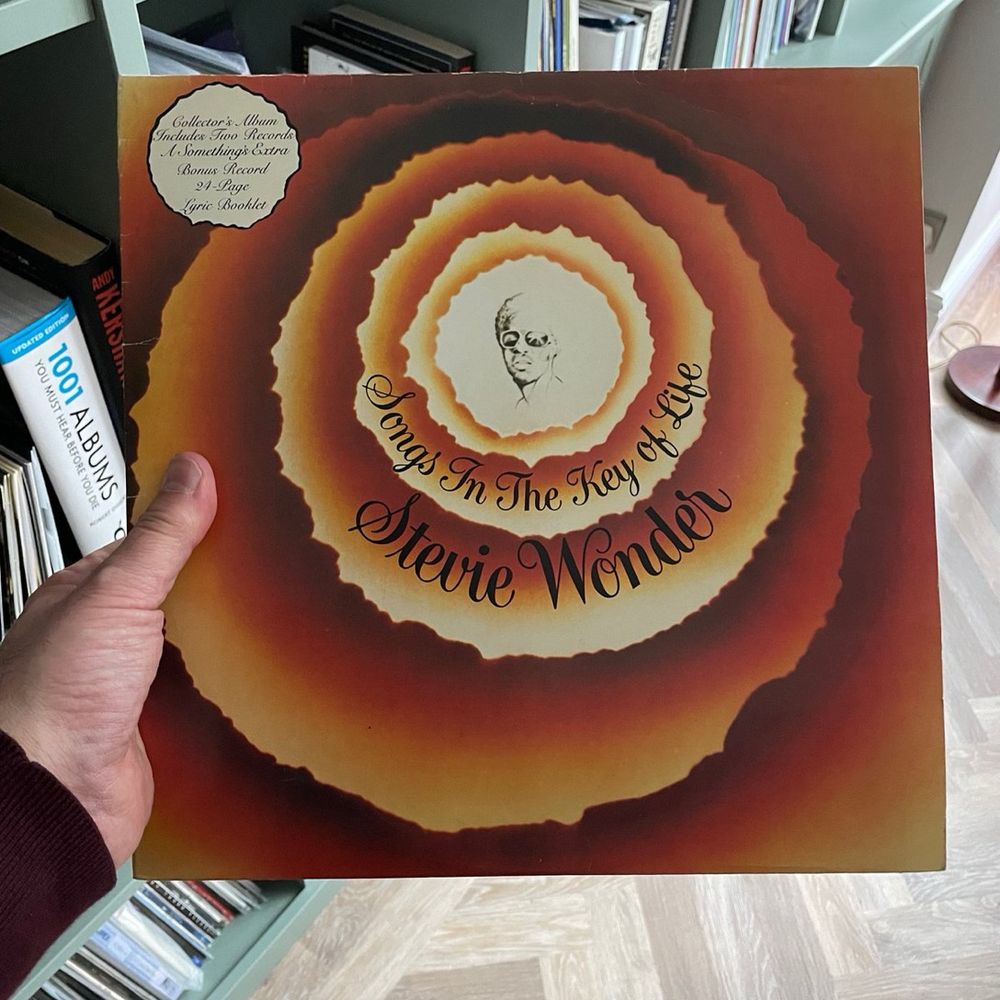 Collector's Album
Includes Two Records
A Something's Extra
Bonus Record
24-Page
Lyric Booklet
Songs In The Key of Life
Stevie Wonder
ANDY
UPDATED EDITION
1001 ALBUMS
YOU MUST HEAR BEFORE YOU DIE